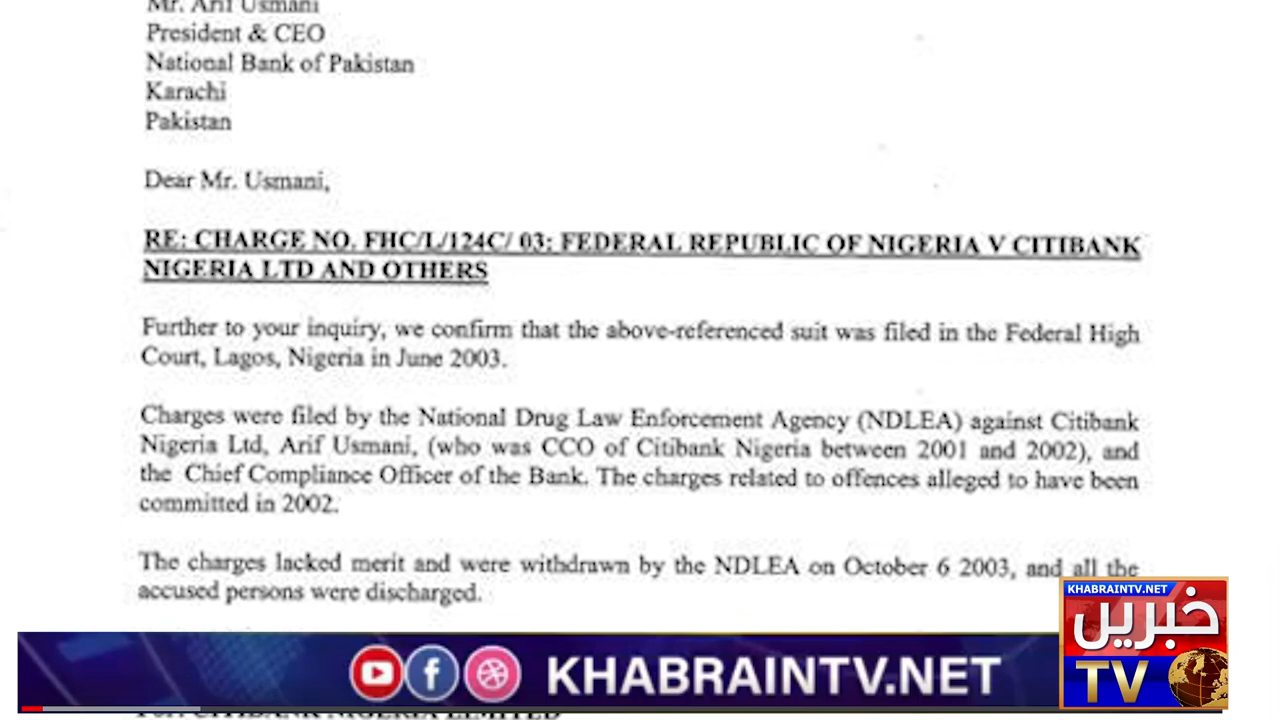 Mr. Arif Usmani
President & CEO
National Bank of Pakistan
Karachi
Pakistan
Dear Mr. Usmani,
RE: CHARGE NO. FHC/L/124C/ 03: FEDERAL REPUBLIC OF NIGERIA V CITIBANK
NIGERIA LTD AND OTHERS
Further to your inquiry, we confirm that the above-referenced suit was filed in the Federal High
Court, Lagos, Nigeria in June 2003.
Charges were filed by the National Drug Law Enforcement Agency (NDLEA) against Citibank
Nigeria Ltd, Arif Usmani, (who was CCO of Citibank Nigeria between 2001 and 2002), and
the Chief Compliance Officer of the Bank. The charges related to offences alleged to have been
committed in 2002.
The charges lacked merit and were withdrawn by the NDLEA on October 6 2003, and all the
accused persons were discharged.
KHABRAINTV.NET
خبریں
TV
KHABRAINTV.NET
For: CITIBANK NIGERIA LIMITED